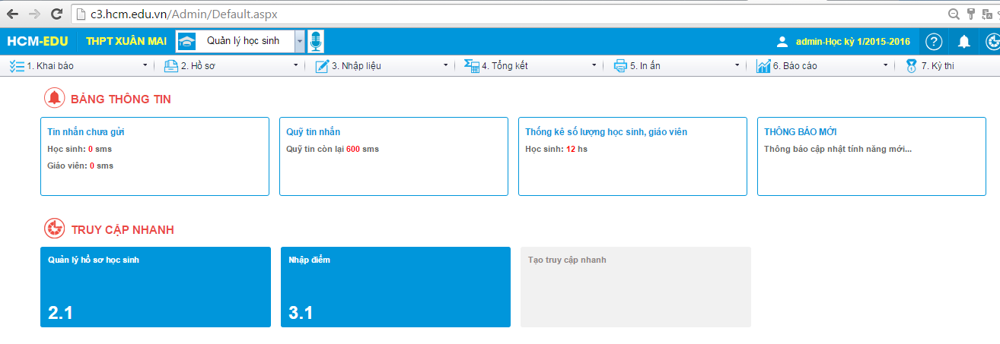 c3.hcm.edu.vn/Admin/Default.aspx
HCM-EDU THPT XUÂN MAI Quản lý học sinh admin-Học kỳ 1/2015-2016 ?
1. Khai báo 2. Hồ sơ 3. Nhập liệu 4. Tổng kết 5. In ấn 6. Báo cáo 7. Kỳ thi
BẢNG THÔNG TIN
Tin nhắn chưa gửi
Học sinh: 0 sms
Giáo viên: 0 sms
Quỹ tin nhắn
Quỹ tin còn lại 600 sms
Thống kê số lượng học sinh, giáo viên
Học sinh: 12 hs
THÔNG BÁO MỚI
Thông báo cập nhật tính năng mới...
TRUY CẬP NHANH
Quản lý hồ sơ học sinh
2.1
Nhập điểm
3.1
Tạo truy cập nhanh